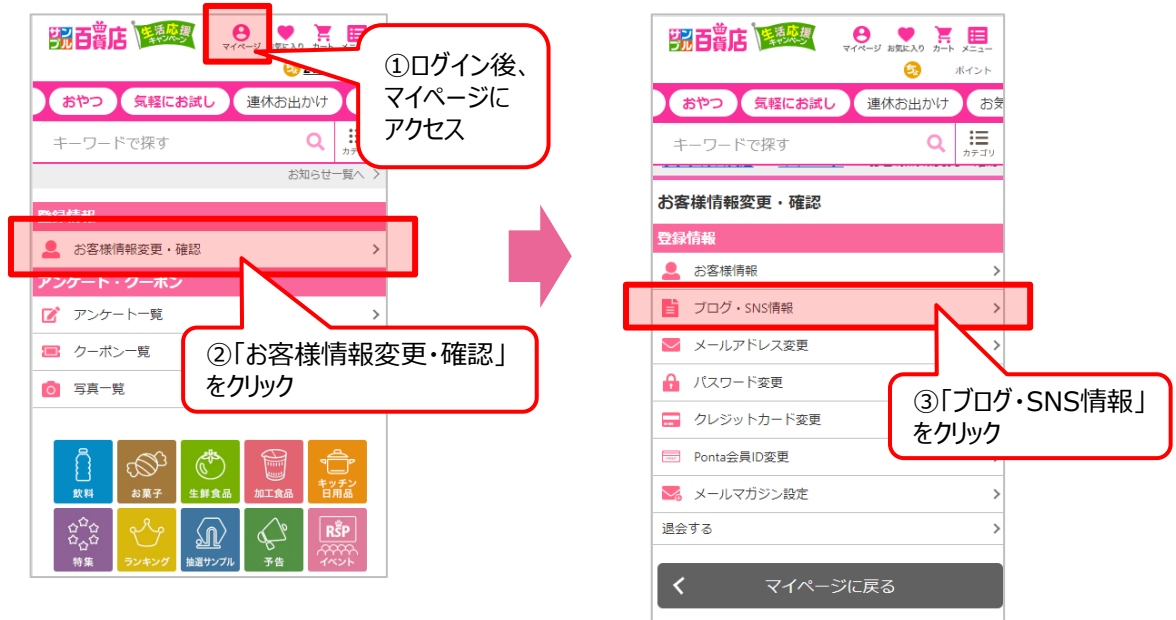 サンプル百貨店
生活応援
キャンペーン
マイページ
お気に入り
カート
メニュー
おやつ
気軽にお試し
連休お出かけ
キーワードで探す
お知らせ一覧へ
登録情報
お客様情報変更・確認
アンケート・クーポン
アンケート一覧
クーポン一覧
写真一覧
飲料
お菓子
生鮮食品
加工食品
キッチン
日用品
特集
ランキング
抽選サンプル
予告
RSP
イベント
①ログイン後、
マイページに
アクセス
②「お客様情報変更・確認」
をクリック
サンプル百貨店
生活応援
キャンペーン
マイページ
お気に入り
カート
メニュー
ポイント
おやつ
気軽にお試し
連休お出かけ
お気
キーワードで探す
カテゴリ
お客様情報変更・確認
登録情報
お客様情報
ブログ・SNS情報
メールアドレス変更
パスワード変更
クレジットカード変更
Ponta会員ID変更
メールマガジン設定
退会する
マイページに戻る
③「ブログ・SNS情報」
をクリック